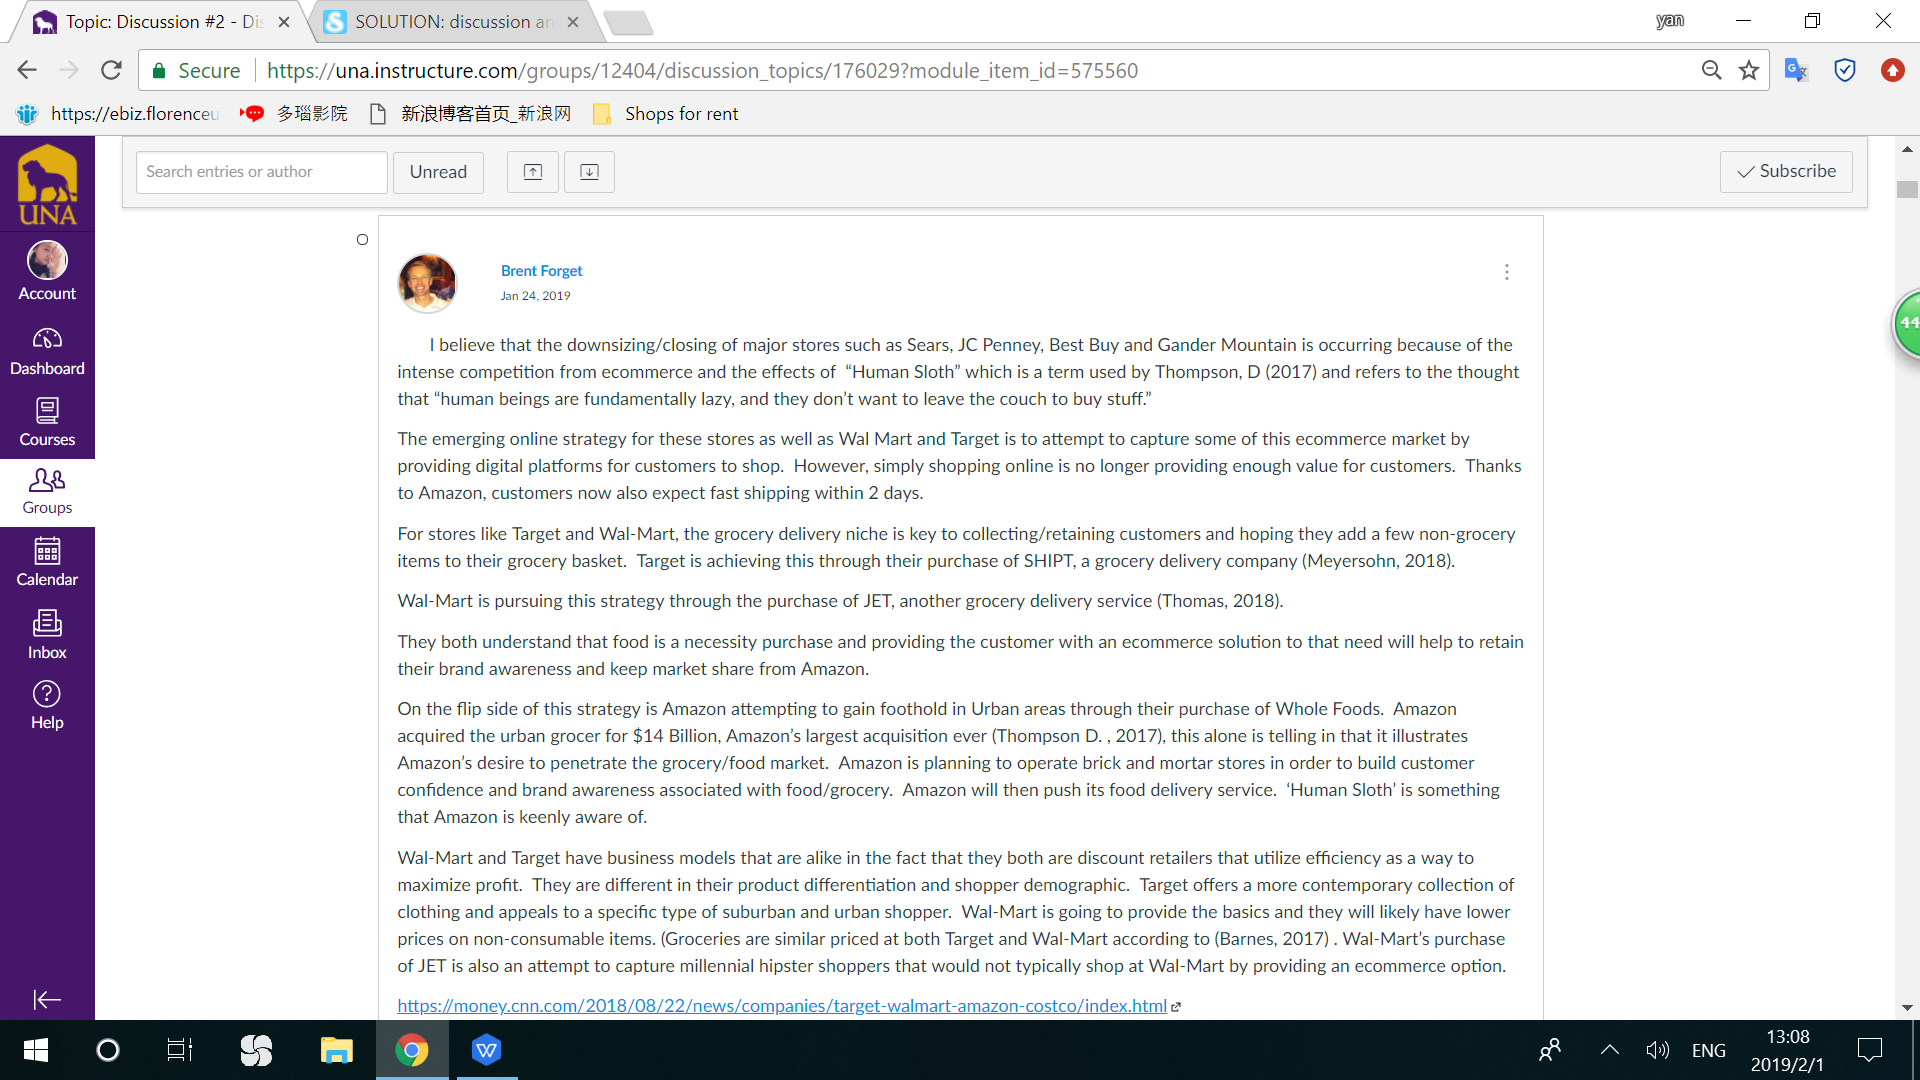 Topic: Discussion #2 - Dis
SOLUTION: discussion an
yan
Secure
https://una.instructure.com/groups/12404/discussion_topics/176029?module_item_id=575560
https://ebiz.florenceu
多瑙影院
新浪博客首页_新浪网
Shops for rent
UNA
Account
Dashboard
Courses
Groups
Calendar
Inbox
Help
Search entries or author
Unread
Subscribe
44
Brent Forget
Jan 24, 2019
I believe that the downsizing/closing of major stores such as Sears, JC Penney, Best Buy and Gander Mountain is occurring because of the
intense competition from ecommerce and the effects of “Human Sloth” which is a term used by Thompson, D (2017) and refers to the thought
that “human beings are fundamentally lazy, and they don’t want to leave the couch to buy stuff.”
The emerging online strategy for these stores as well as Wal Mart and Target is to attempt to capture some of this ecommerce market by
providing digital platforms for customers to shop. However, simply shopping online is no longer providing enough value for customers. Thanks
to Amazon, customers now also expect fast shipping within 2 days.
For stores like Target and Wal-Mart, the grocery delivery niche is key to collecting/retaining customers and hoping they add a few non-grocery
items to their grocery basket. Target is achieving this through their purchase of SHIPT, a grocery delivery company (Meyersohn, 2018).
Wal-Mart is pursuing this strategy through the purchase of JET, another grocery delivery service (Thomas, 2018).
They both understand that food is a necessity purchase and providing the customer with an ecommerce solution to that need will help to retain
their brand awareness and keep market share from Amazon.
On the flip side of this strategy is Amazon attempting to gain foothold in Urban areas through their purchase of Whole Foods. Amazon
acquired the urban grocer for $14 Billion, Amazon’s largest acquisition ever (Thompson D. , 2017), this alone is telling in that it illustrates
Amazon’s desire to penetrate the grocery/food market. Amazon is planning to operate brick and mortar stores in order to build customer
confidence and brand awareness associated with food/grocery. Amazon will then push its food delivery service. ‘Human Sloth’ is something
that Amazon is keenly aware of.
Wal-Mart and Target have business models that are alike in the fact that they both are discount retailers that utilize efficiency as a way to
maximize profit. They are different in their product differentiation and shopper demographic. Target offers a more contemporary collection of
clothing and appeals to a specific type of suburban and urban shopper. Wal-Mart is going to provide the basics and they will likely have lower
prices on non-consumable items. (Groceries are similar priced at both Target and Wal-Mart according to (Barnes, 2017) . Wal-Mart’s purchase
of JET is also an attempt to capture millennial hipster shoppers that would not typically shop at Wal-Mart by providing an ecommerce option.
https://money.cnn.com/2018/08/22/news/companies/target-walmart-amazon-costco/index.html
ENG
13:08
2019/2/1